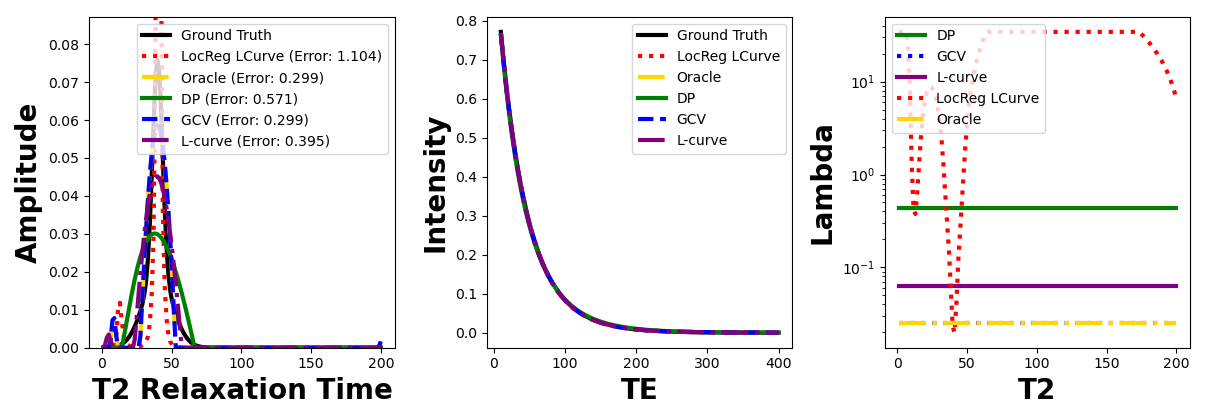 Amplitude
0.08
0.07
0.06
0.05
0.04
0.03
0.02
0.01
0.00
0
50
100
150
200
T2 Relaxation Time
Ground Truth
LocReg LCurve (Error: 1.104)
Oracle (Error: 0.299)
DP (Error: 0.571)
GCV (Error: 0.299)
L-curve (Error: 0.395)
Intensity
0.8
0.7
0.6
0.5
0.4
0.3
0.2
0.1
0.0
0
100
200
300
400
TE
Ground Truth
LocReg LCurve
Oracle
DP
GCV
L-curve
Lambda
10¹
10⁰
10⁻¹
0
50
100
150
200
T2
DP
GCV
L-curve
LocReg LCurve
Oracle